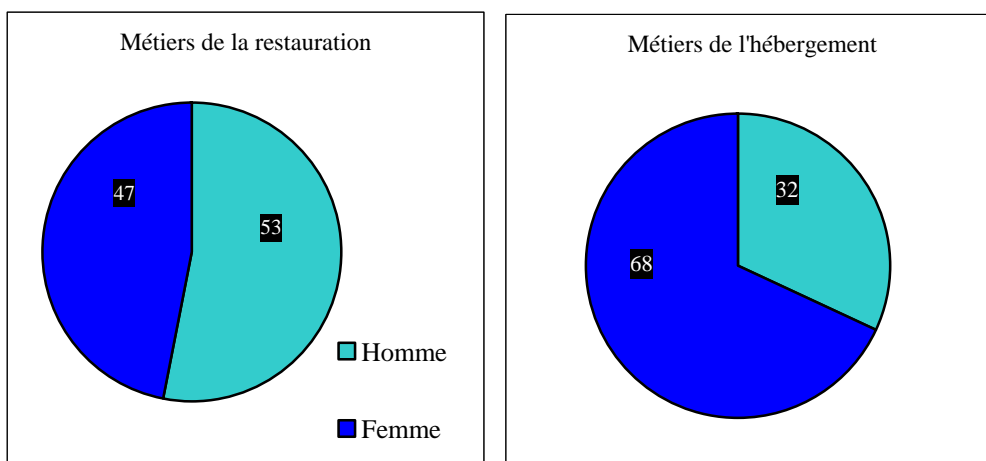 Métiers de la restauration
47
53
Homme
Femme
Métiers de l'hébergement
32
68